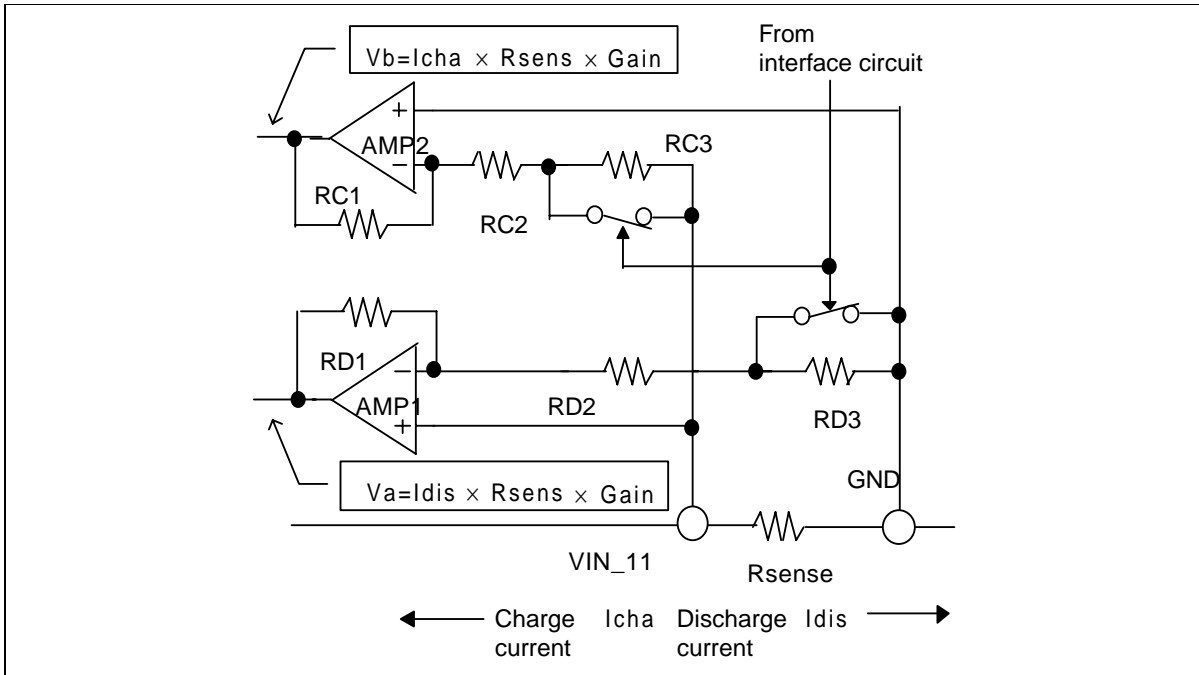 From
interface circuit
Vb=Icha × Rsens × Gain
+
AMP2
−
RC3
RC1
RC2
RD1
−
AMP1
+
RD2
RD3
Va=Idis × Rsens × Gain
GND
VIN_11
Rsense
Charge current Icha
Discharge current Idis